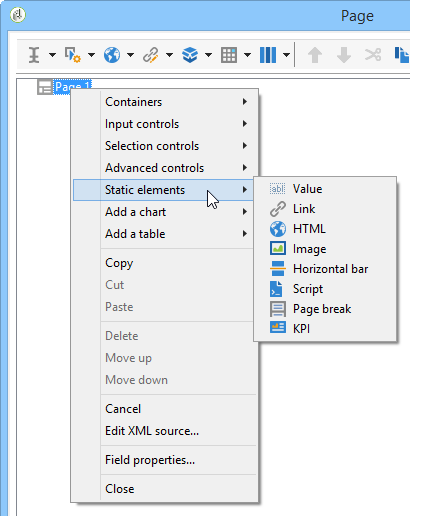 Page
Page 1
Containers
Input controls
Selection controls
Advanced controls
Static elements
Add a chart
Add a table
Copy
Cut
Paste
Delete
Move up
Move down
Cancel
Edit XML source...
Field properties...
Close
abl Value
Link
HTML
Image
Horizontal bar
Script
Page break
KPI